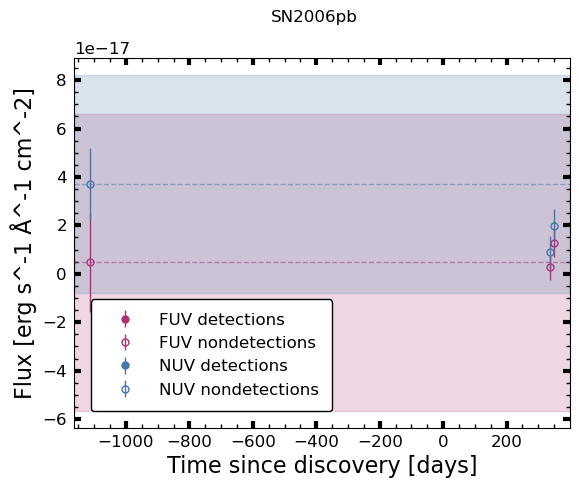 SN2006pb
1e−17
8
6
4
2
0
−2
−4
−6
Flux [erg s^-1 Å^-1 cm^-2]
FUV detections
FUV nondetections
NUV detections
NUV nondetections
−1000 −800 −600 −400 −200 0 200
Time since discovery [days]